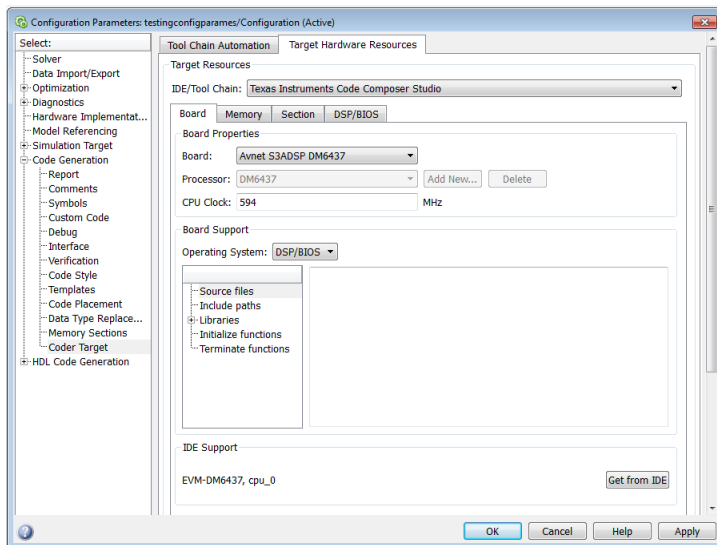 Configuration Parameters: testingconfigparames/Configuration (Active)
Select:
Solver
Data Import/Export
Optimization
Diagnostics
Hardware Implementat...
Model Referencing
Simulation Target
Code Generation
Report
Comments
Symbols
Custom Code
Debug
Interface
Verification
Code Style
Templates
Code Placement
Data Type Replace...
Memory Sections
Coder Target
HDL Code Generation
Tool Chain Automation Target Hardware Resources
Target Resources
IDE/Tool Chain: Texas Instruments Code Composer Studio
Board Memory Section DSP/BIOS
Board Properties
Board: Avnet S3ADSP DM6437
Processor: DM6437 Add New... Delete
CPU Clock: 594 MHz
Board Support
Operating System: DSP/BIOS
Source files
Include paths
Libraries
Initialize functions
Terminate functions
IDE Support
EVM-DM6437, cpu_0 Get from IDE
OK Cancel Help Apply